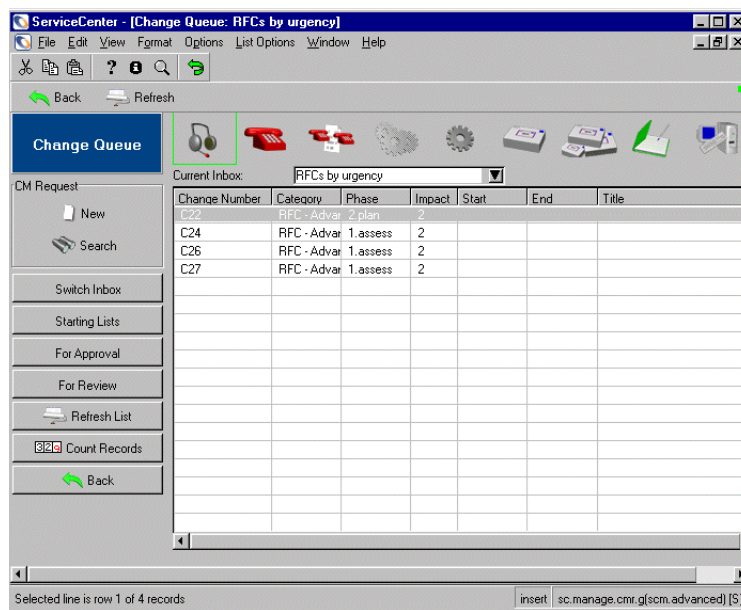 ServiceCenter - [Change Queue: RFCs by urgency]
File Edit View Format Options List Options Window Help
Back Refresh
Change Queue
Current Inbox: RFCs by urgency
CM Request
New
Search
Switch Inbox
Starting Lists
For Approval
For Review
Refresh List
Count Records
Back
Change Number Category Phase Impact Start End Title
C22 RFC - Advar 2.plan 2
C24 RFC - Advar 1.assess 2
C26 RFC - Advar 1.assess 2
C27 RFC - Advar 1.assess 2
Selected line is row 1 of 4 records insert sc.manage.cmr.g(scm.advanced) [S]